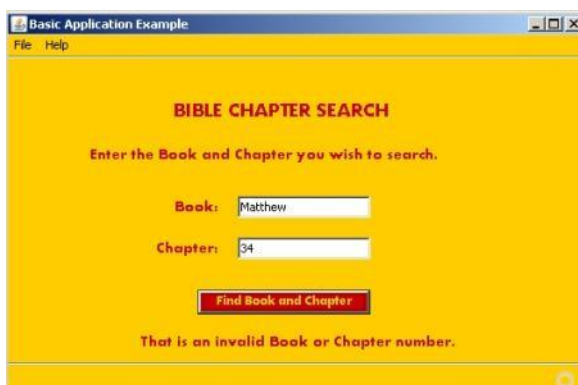 Basic Application Example
File Help
BIBLE CHAPTER SEARCH
Enter the Book and Chapter you wish to search.
Book: Matthew
Chapter: 34
Find Book and Chapter
That is an invalid Book or Chapter number.